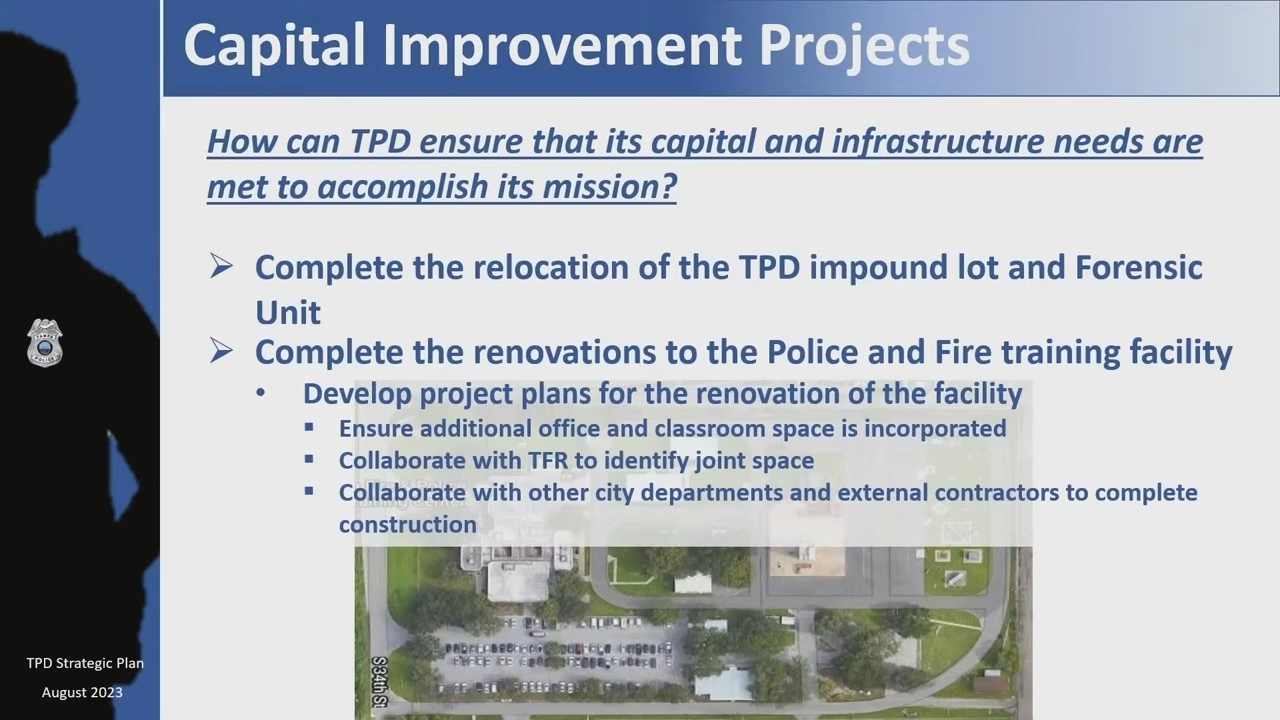 Capital Improvement Projects
How can TPD ensure that its capital and infrastructure needs are
met to accomplish its mission?
Complete the relocation of the TPD impound lot and Forensic
Unit
Complete the renovations to the Police and Fire training facility
Develop project plans for the renovation of the facility
Ensure additional office and classroom space is incorporated
Collaborate with TFR to identify joint space
Collaborate with other city departments and external contractors to complete
construction
S 34th St
TPD Strategic Plan
August 2023